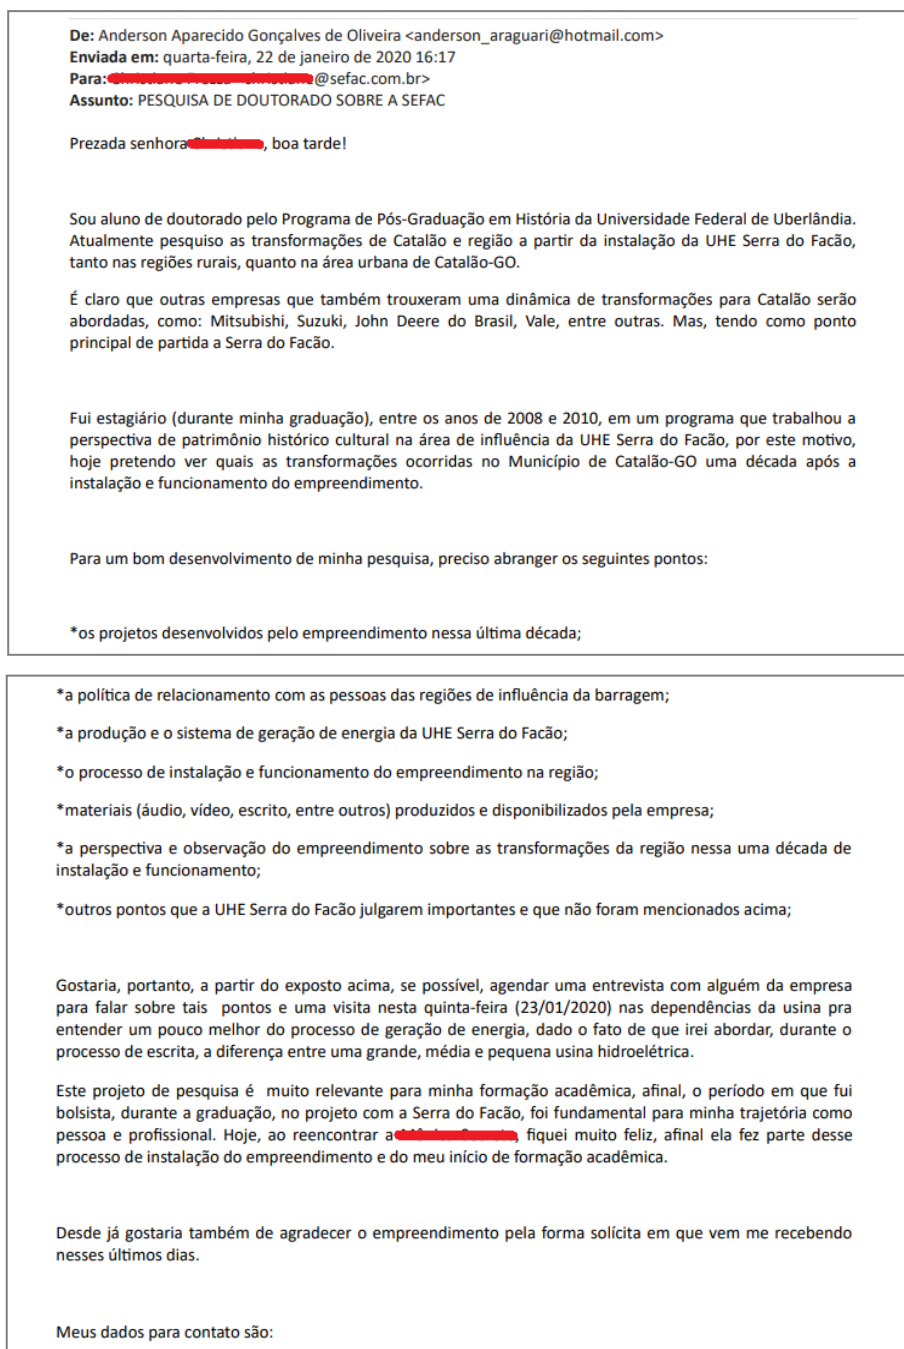 De: Anderson Aparecido Gonçalves de Oliveira <anderson_araguari@hotmail.com>
Enviada em: quarta-feira, 22 de janeiro de 2020 16:17
Para: @sefac.com.br>
Assunto: PESQUISA DE DOUTORADO SOBRE A SEFAC
Prezada senhora , boa tarde!
Sou aluno de doutorado pelo Programa de Pós-Graduação em História da Universidade Federal de Uberlândia.
Atualmente pesquiso as transformações de Catalão e região a partir da instalação da UHE Serra do Facão,
tanto nas regiões rurais, quanto na área urbana de Catalão-GO.
É claro que outras empresas que também trouxeram uma dinâmica de transformações para Catalão serão
abordadas, como: Mitsubishi, Suzuki, John Deere do Brasil, Vale, entre outras. Mas, tendo como ponto
principal de partida a Serra do Facão.
Fui estagiário (durante minha graduação), entre os anos de 2008 e 2010, em um programa que trabalhou a
perspectiva de patrimônio histórico cultural na área de influência da UHE Serra do Facão, por este motivo,
hoje pretendo ver quais as transformações ocorridas no Município de Catalão-GO uma década após a
instalação e funcionamento do empreendimento.
Para um bom desenvolvimento de minha pesquisa, preciso abranger os seguintes pontos:
*os projetos desenvolvidos pelo empreendimento nessa última década;
*a política de relacionamento com as pessoas das regiões de influência da barragem;
*a produção e o sistema de geração de energia da UHE Serra do Facão;
*o processo de instalação e funcionamento do empreendimento na região;
*materiais (áudio, vídeo, escrito, entre outros) produzidos e disponibilizados pela empresa;
*a perspectiva e observação do empreendimento sobre as transformações da região nessa uma década de
instalação e funcionamento;
*outros pontos que a UHE Serra do Facão julgarem importantes e que não foram mencionados acima;
Gostaria, portanto, a partir do exposto acima, se possível, agendar uma entrevista com alguém da empresa
para falar sobre tais pontos e uma visita nesta quinta-feira (23/01/2020) nas dependências da usina pra
entender um pouco melhor do processo de geração de energia, dado o fato de que irei abordar, durante o
processo de escrita, a diferença entre uma grande, média e pequena usina hidroelétrica.
Este projeto de pesquisa é muito relevante para minha formação acadêmica, afinal, o período em que fui
bolsista, durante a graduação, no projeto com a Serra do Facão, foi fundamental para minha trajetória como
pessoa e profissional. Hoje, ao reencontrar a , fiquei muito feliz, afinal ela fez parte desse
processo de instalação do empreendimento e do meu início de formação acadêmica.
Desde já gostaria também de agradecer o empreendimento pela forma solícita em que vem me recebendo
nesses últimos dias.
Meus dados para contato são: